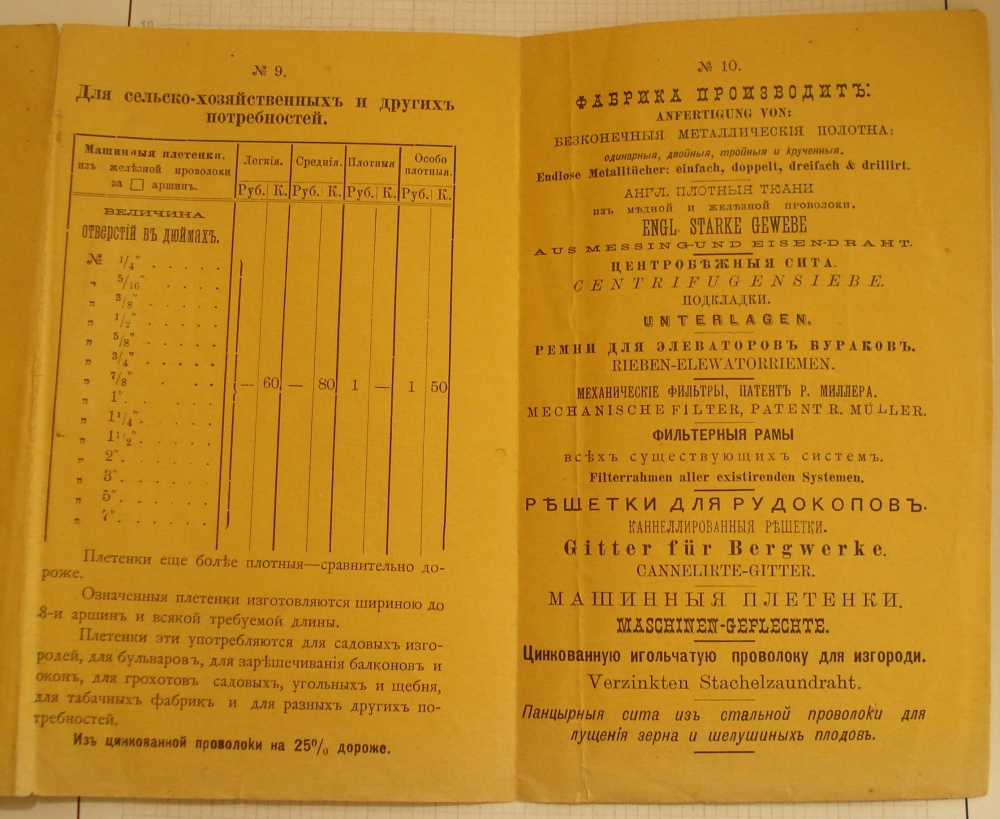 10
№ 9.
Для сельско-хозяйственныхъ и другихъ
потребностей.
Машинныя плетенки.
изъ желѣзной проволоки
за □ аршинъ.
Легкія. Среднія. Плотныя Особо плотныя.
Руб. К. Руб. К. Руб. К. Руб. К.
ВЕЛИЧИНА
отверстій въ дюймахъ.
№ 1/4" . . . . .
„ 5/16" . . . . .
„ 3/8" . . . . .
„ 1/2" . . . . .
„ 5/8" . . . . .
„ 3/4" . . . . .
„ 7/8" . . . . — 60 — 80 1 — 1 50
„ 1" . . . . .
„ 1 1/4" . . . . .
„ 1 1/2" . . . . .
„ 2" . . . . .
„ 3" . . . . .
„ 5" . . . . .
„ 7" . . . . .
Плетенки еще болѣе плотныя—сравнительно до-
роже.
Означенныя плетенки изготовляются шириною до
8-и аршинъ и всякой требуемой длины.
Плетенки эти употребляются для садовыхъ изго-
родей, для бульваровъ, для зарѣшечиванія балконовъ и
оконъ, для грохотовъ садовыхъ, угольныхъ и щебня,
для табачныхъ фабрикъ и для разныхъ другихъ по-
требностей.
Изъ цинкованной проволоки на 25% дороже.
№ 10.
ФАБРИКА ПРОИЗВОДИТЪ:
ANFERTIGUNG VON:
БЕЗКОНЕЧНЫЯ МЕТАЛЛИЧЕСКІЯ ПОЛОТНА:
одинарныя, двойныя, тройныя и крученныя.
Endlose Metalltücher: einfach, doppelt, dreifach & drillirt.
АНГЛ. ПЛОТНЫЯ ТКАНИ
изъ мѣдной и желѣзной проволоки.
ENGL. STARKE GEWEBE
AUS MESSING-UND EISEN-DRAHT.
ЦЕНТРОБѢЖНЫЯ СИТА.
CENTRIFUGENSIEBE.
ПОДКЛАДКИ.
UNTERLAGEN.
РЕМНИ ДЛЯ ЭЛЕВАТОРОВЪ БУРАКОВЪ.
RIEBEN-ELEWATORRIEMEN.
МЕХАНИЧЕСКІЕ ФИЛЬТРЫ, ПАТЕНТЪ Р. МИЛЛЕРА.
MECHANISCHE FILTER, PATENT R. MÜLLER.
ФИЛЬТЕРНЫЯ РАМЫ
всѣхъ существующихъ системъ.
Filterrahmen aller existirenden Systemen.
РѢШЕТКИ ДЛЯ РУДОКОПОВЪ.
КАННЕЛЛИРОВАННЫЯ РѢШЕТКИ.
Gitter für Bergwerke.
CANNELIRTE-GITTER.
МАШИННЫЯ ПЛЕТЕНКИ.
MASCHINEN-GEFLECHTE.
Цинкованную игольчатую проволоку для изгороди.
Verzinkten Stachelzaundraht.
Панцырныя сита изъ стальной проволоки для
лущенія зерна и шелушиныхъ плодовъ.